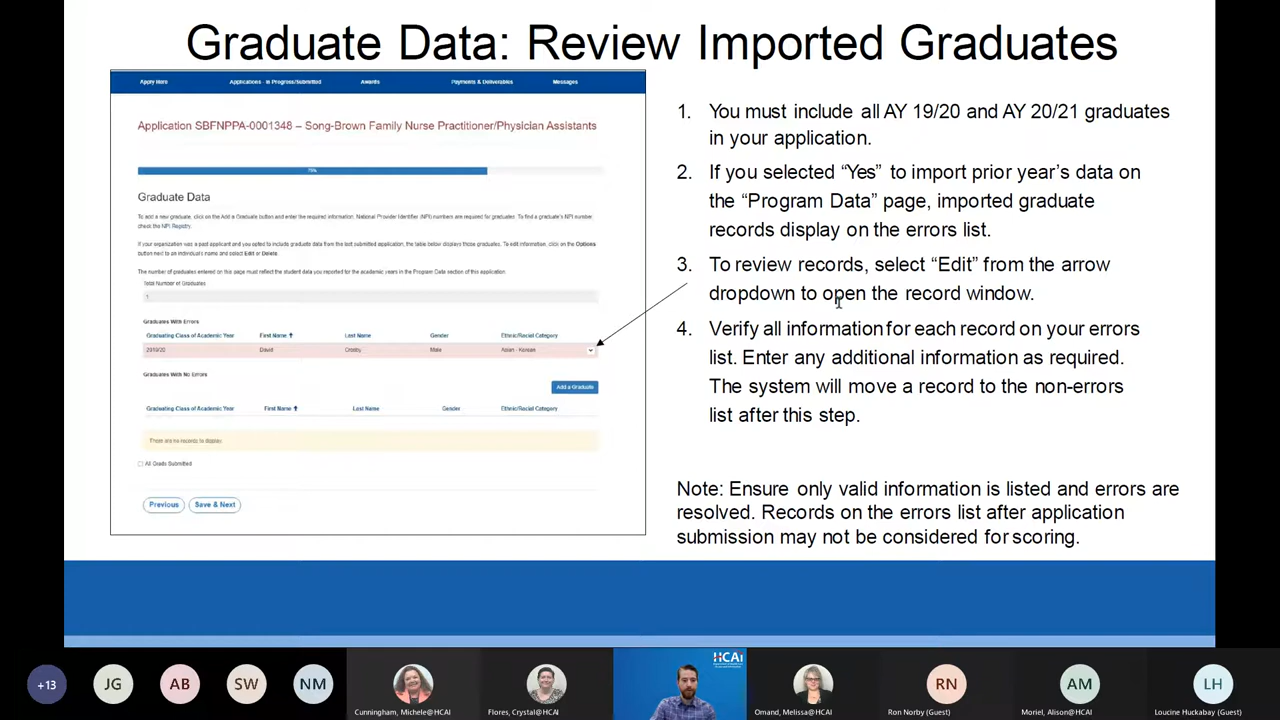 Graduate Data: Review Imported Graduates
Apply Here
Applications - In Progress/Submitted
Awards
Payments & Deliverables
Messages
Application SBFNPPA-0001348 – Song-Brown Family Nurse Practitioner/Physician Assistants
75%
Graduate Data
To add a new graduate, click on the Add a Graduate button and enter the required information. National Provider Identifier (NPI) numbers are required for graduates. To find a graduate's NPI number,
check the NPI Registry.
If your organization was a past applicant and you opted to include graduate data from the last submitted application, the table below displays those graduates. To edit information, click on the Options
button next to an individual's name and select Edit or Delete.
The number of graduates entered on this page must reflect the student data you reported for the academic years in the Program Data section of this application.
Total Number of Graduates
1
Graduates With Errors
Graduating Class of Academic Year First Name ↑ Last Name Gender Ethnic/Racial Category
2019/20 David Crosby Male Asian - Korean
Graduates With No Errors
Add a Graduate
Graduating Class of Academic Year First Name ↑ Last Name Gender Ethnic/Racial Category
There are no records to display.
All Grads Submitted
Previous Save & Next
1. You must include all AY 19/20 and AY 20/21 graduates
in your application.
2. If you selected “Yes” to import prior year’s data on
the “Program Data” page, imported graduate
records display on the errors list.
3. To review records, select “Edit” from the arrow
dropdown to open the record window.
4. Verify all information for each record on your errors
list. Enter any additional information as required.
The system will move a record to the non-errors
list after this step.
Note: Ensure only valid information is listed and errors are
resolved. Records on the errors list after application
submission may not be considered for scoring.
+13
JG
AB
SW
NM
Cunningham, Michele@HCAI
Flores, Crystal@HCAI
HCAI
Omand, Melissa@HCAI
RN
Ron Norby (Guest)
AM
Moriel, Alison@HCAI
LH
Loucine Huckabay (Guest)